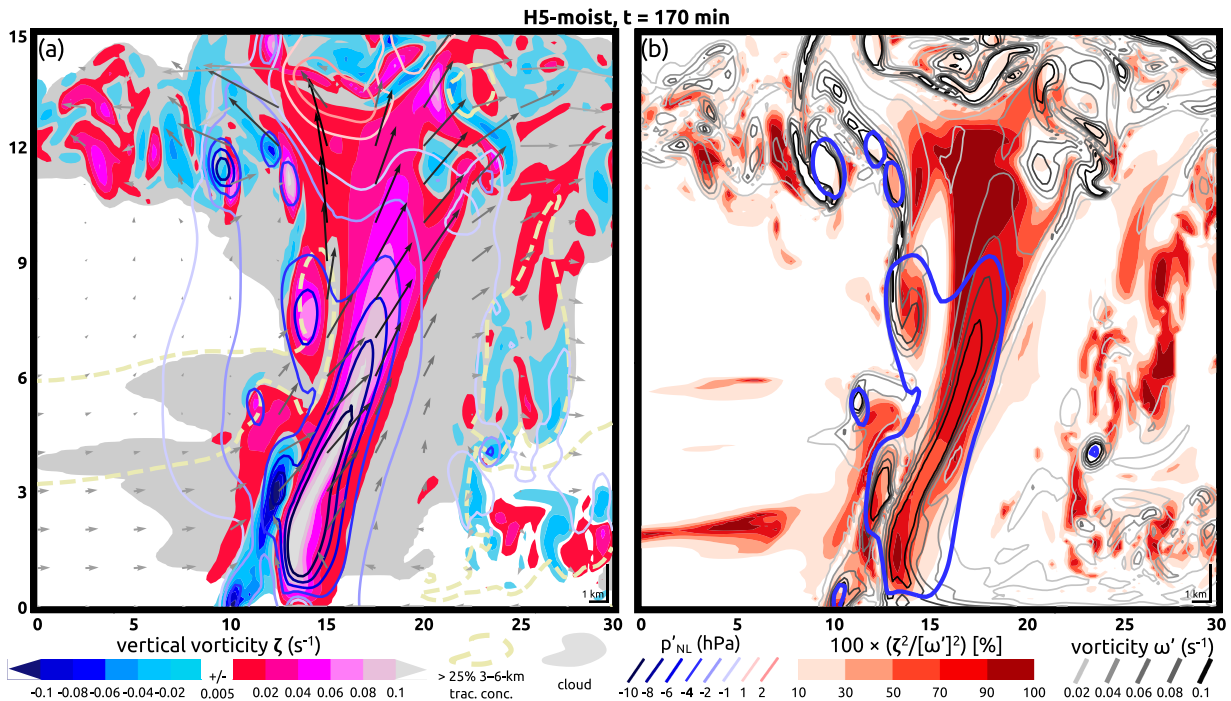 H5-moist, t = 170 min
(a)
(b)
15
12
9
6
3
0
1 km
1 km
0 5 10 15 20 25 30
10 15 20 25 30
vertical vorticity ζ (s⁻¹)
-0.1 -0.08 -0.06 -0.04 -0.02 +/- 0.005 0.02 0.04 0.06 0.08 0.1
> 25% 3–6-km
trac. conc.
cloud
p'NL (hPa)
-10 -8 -6 -4 -2 -1 1 2
100 × (ζ²/[ω']²) [%]
10 30 50 70 90 100
vorticity ω' (s⁻¹)
0.02 0.04 0.06 0.08 0.1